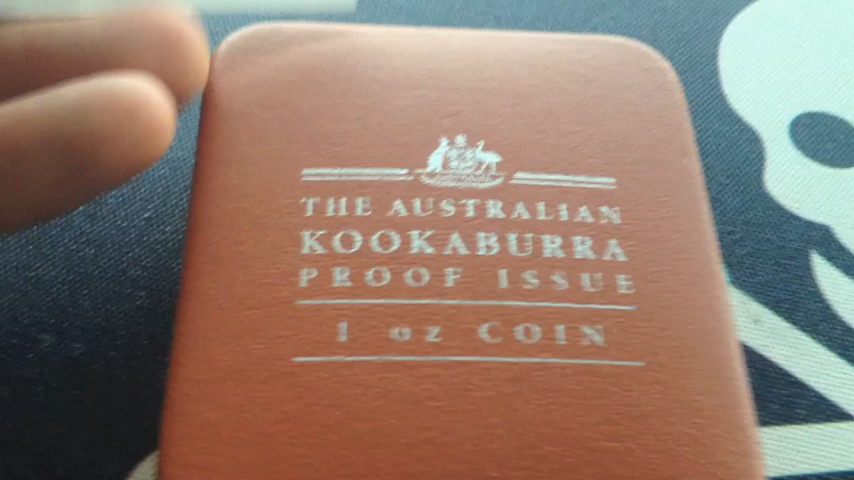 THE AUSTRALIAN
KOOKABURRA
PROOF ISSUE
1 oz COIN